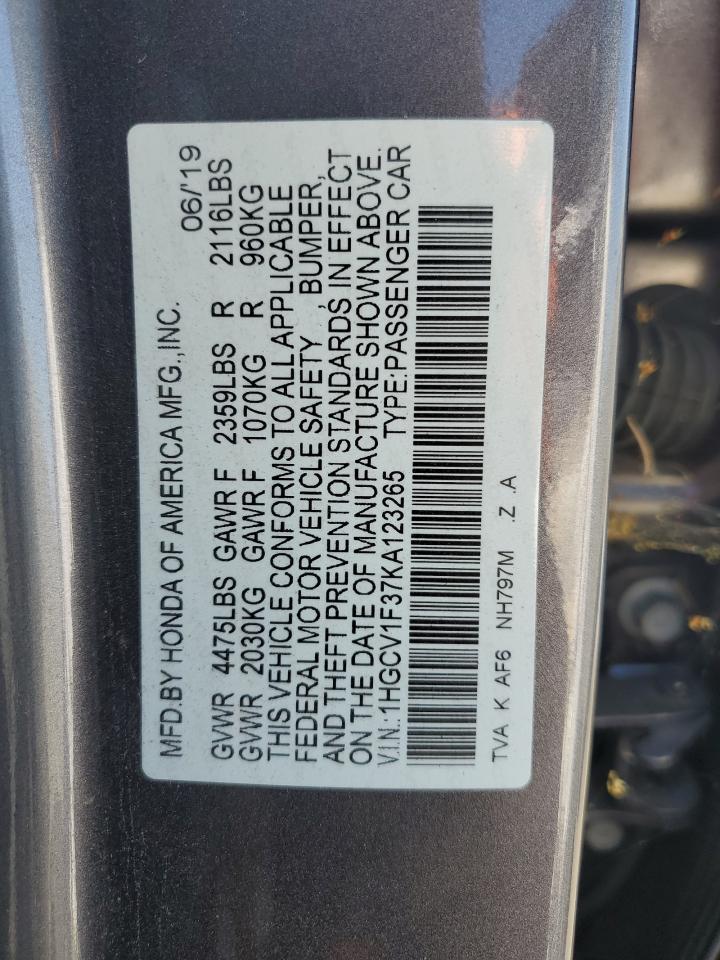 MFD.BY HONDA OF AMERICA MFG.,INC. 06/'19
GVWR 4475LBS GAWR F 2359LBS R 2116LBS
GVWR 2030KG GAWR F 1070KG R 960KG
THIS VEHICLE CONFORMS TO ALL APPLICABLE
FEDERAL MOTOR VEHICLE SAFETY , BUMPER,
AND THEFT PREVENTION STANDARDS IN EFFECT
ON THE DATE OF MANUFACTURE SHOWN ABOVE.
V.I.N.:1HGCV1F37KA123265 TYPE:PASSENGER CAR
TVA K AF6 NH797M .Z .A